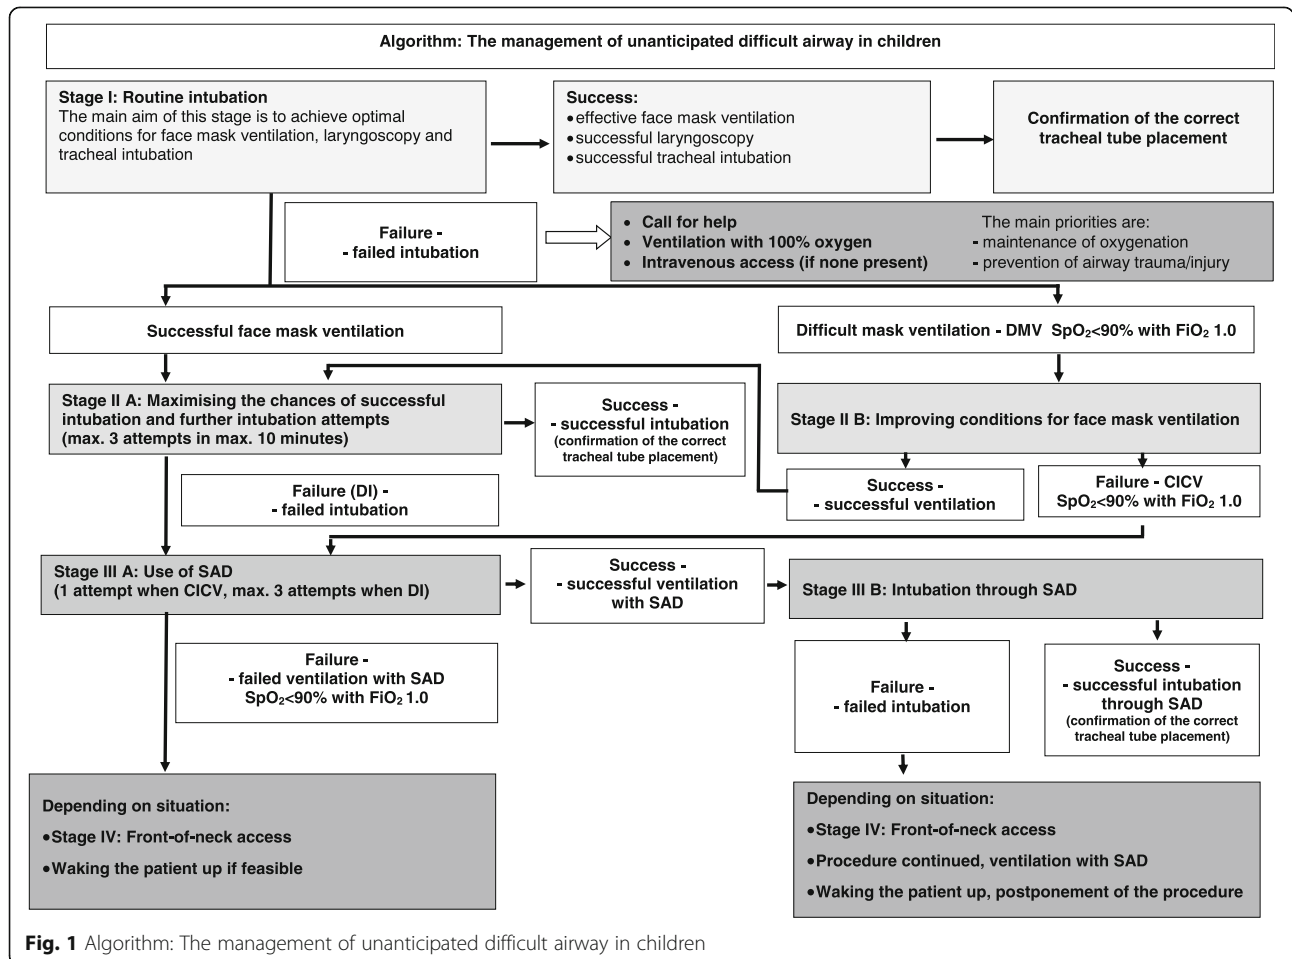 Algorithm: The management of unanticipated difficult airway in children
Stage I: Routine intubation
The main aim of this stage is to achieve optimal
conditions for face mask ventilation, laryngoscopy and
tracheal intubation
Success:
•effective face mask ventilation
•successful laryngoscopy
•successful tracheal intubation
Confirmation of the correct
tracheal tube placement
Failure -
- failed intubation
• Call for help
• Ventilation with 100% oxygen
• Intravenous access (if none present)
The main priorities are:
- maintenance of oxygenation
- prevention of airway trauma/injury
Successful face mask ventilation
Difficult mask ventilation - DMV SpO₂<90% with FiO₂ 1.0
Stage II A: Maximising the chances of successful
intubation and further intubation attempts
(max. 3 attempts in max. 10 minutes)
Success -
- successful intubation
(confirmation of the correct
tracheal tube placement)
Stage II B: Improving conditions for face mask ventilation
Failure (DI) -
- failed intubation
Success -
- successful ventilation
Failure - CICV
SpO₂<90% with FiO₂ 1.0
Stage III A: Use of SAD
(1 attempt when CICV, max. 3 attempts when DI)
Success -
- successful ventilation
with SAD
Stage III B: Intubation through SAD
Failure -
- failed ventilation with SAD
SpO₂<90% with FiO₂ 1.0
Failure -
- failed intubation
Success -
- successful intubation
through SAD
(confirmation of the correct
tracheal tube placement)
Depending on situation:
•Stage IV: Front-of-neck access
•Waking the patient up if feasible
Depending on situation:
•Stage IV: Front-of-neck access
•Procedure continued, ventilation with SAD
•Waking the patient up, postponement of the procedure
Fig. 1 Algorithm: The management of unanticipated difficult airway in children